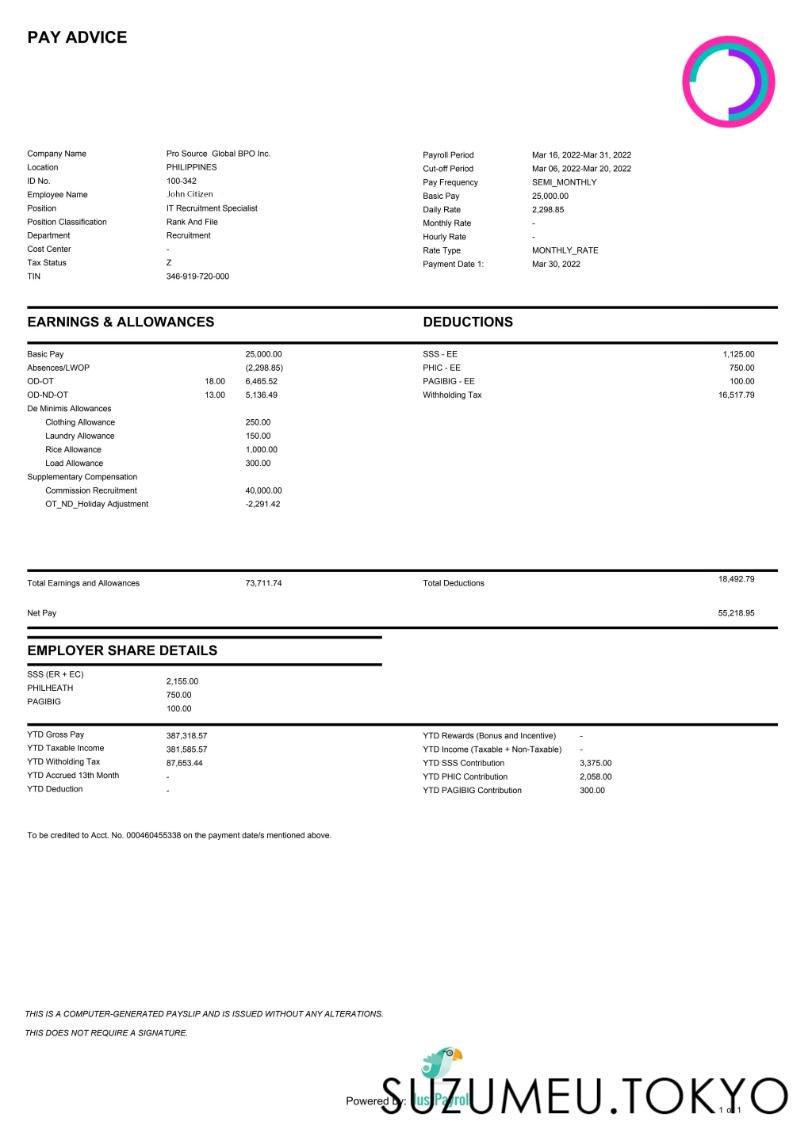 PAY ADVICE
Company Name Pro Source Global BPO Inc. Payroll Period Mar 16, 2022-Mar 31, 2022
Location PHILIPPINES Cut-off Period Mar 06, 2022-Mar 20, 2022
ID No. 100-342 Pay Frequency SEMI_MONTHLY
Employee Name John Citizen Basic Pay 25,000.00
Position IT Recruitment Specialist Daily Rate 2,298.85
Position Classification Rank And File Monthly Rate -
Department Recruitment Hourly Rate -
Cost Center - Rate Type MONTHLY_RATE
Tax Status Z Payment Date 1: Mar 30, 2022
TIN 346-919-720-000
EARNINGS & ALLOWANCES DEDUCTIONS
Basic Pay 25,000.00 SSS - EE 1,125.00
Absences/LWOP (2,298.85) PHIC - EE 750.00
OD-OT 18.00 6,465.52 PAGIBIG - EE 100.00
OD-ND-OT 13.00 5,136.49 Withholding Tax 16,517.79
De Minimis Allowances
Clothing Allowance 250.00
Laundry Allowance 150.00
Rice Allowance 1,000.00
Load Allowance 300.00
Supplementary Compensation
Commission Recruitment 40,000.00
OT_ND_Holiday Adjustment -2,291.42
Total Earnings and Allowances 73,711.74 Total Deductions 18,492.79
Net Pay 55,218.95
EMPLOYER SHARE DETAILS
SSS (ER + EC) 2,155.00
PHILHEATH 750.00
PAGIBIG 100.00
YTD Gross Pay 387,318.57 YTD Rewards (Bonus and Incentive) -
YTD Taxable Income 381,585.57 YTD Income (Taxable + Non-Taxable) -
YTD Witholding Tax 87,653.44 YTD SSS Contribution 3,375.00
YTD Accrued 13th Month - YTD PHIC Contribution 2,058.00
YTD Deduction - YTD PAGIBIG Contribution 300.00
To be credited to Acct. No. 000460455338 on the payment date/s mentioned above.
THIS IS A COMPUTER-GENERATED PAYSLIP AND IS ISSUED WITHOUT ANY ALTERATIONS.
THIS DOES NOT REQUIRE A SIGNATURE.
Powered by:
SUZUMEU.TOKYO
1 of 1